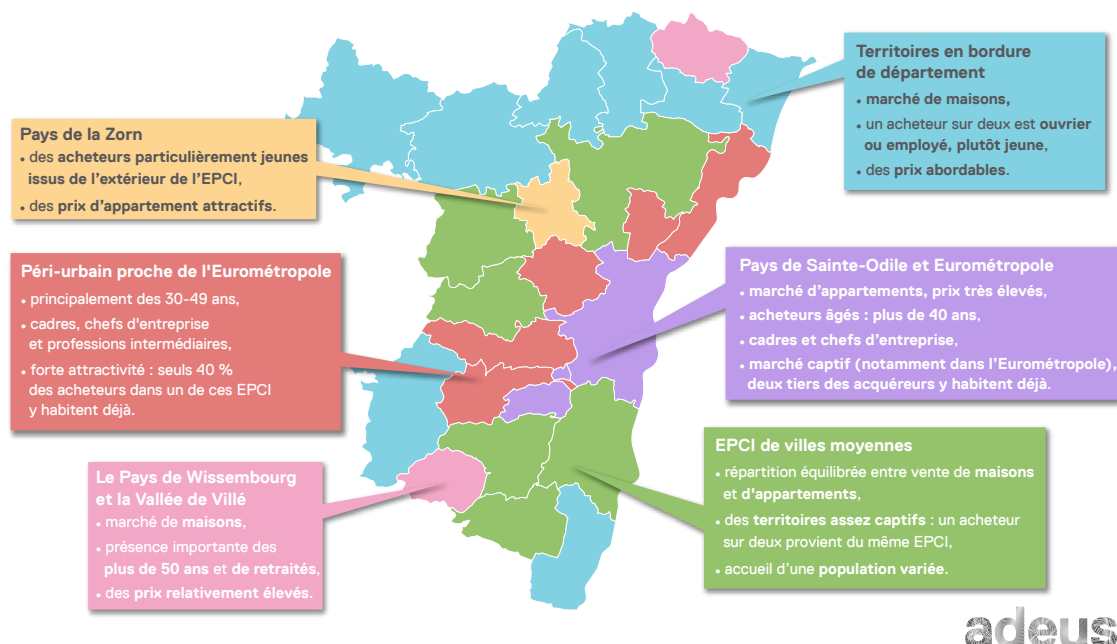 Territoires en bordure
de département
• marché de maisons,
• un acheteur sur deux est ouvrier
ou employé, plutôt jeune,
• des prix abordables.
Pays de la Zorn
• des acheteurs particulièrement jeunes
issus de l'extérieur de l'EPCI,
• des prix d'appartement attractifs.
Péri-urbain proche de l'Eurométropole
• principalement des 30-49 ans,
• cadres, chefs d'entreprise
et professions intermédiaires,
• forte attractivité : seuls 40 %
des acheteurs dans un de ces EPCI
y habitent déjà.
Pays de Sainte-Odile et Eurométropole
• marché d'appartements, prix très élevés,
• acheteurs âgés : plus de 40 ans,
• cadres et chefs d'entreprise,
• marché captif (notamment dans l'Eurométropole),
deux tiers des acquéreurs y habitent déjà.
Le Pays de Wissembourg
et la Vallée de Villé
• marché de maisons,
• présence importante des
plus de 50 ans et de retraités,
• des prix relativement élevés.
EPCI de villes moyennes
• répartition équilibrée entre vente de maisons
et d'appartements,
• des territoires assez captifs : un acheteur
sur deux provient du même EPCI,
• accueil d'une population variée.
adeus